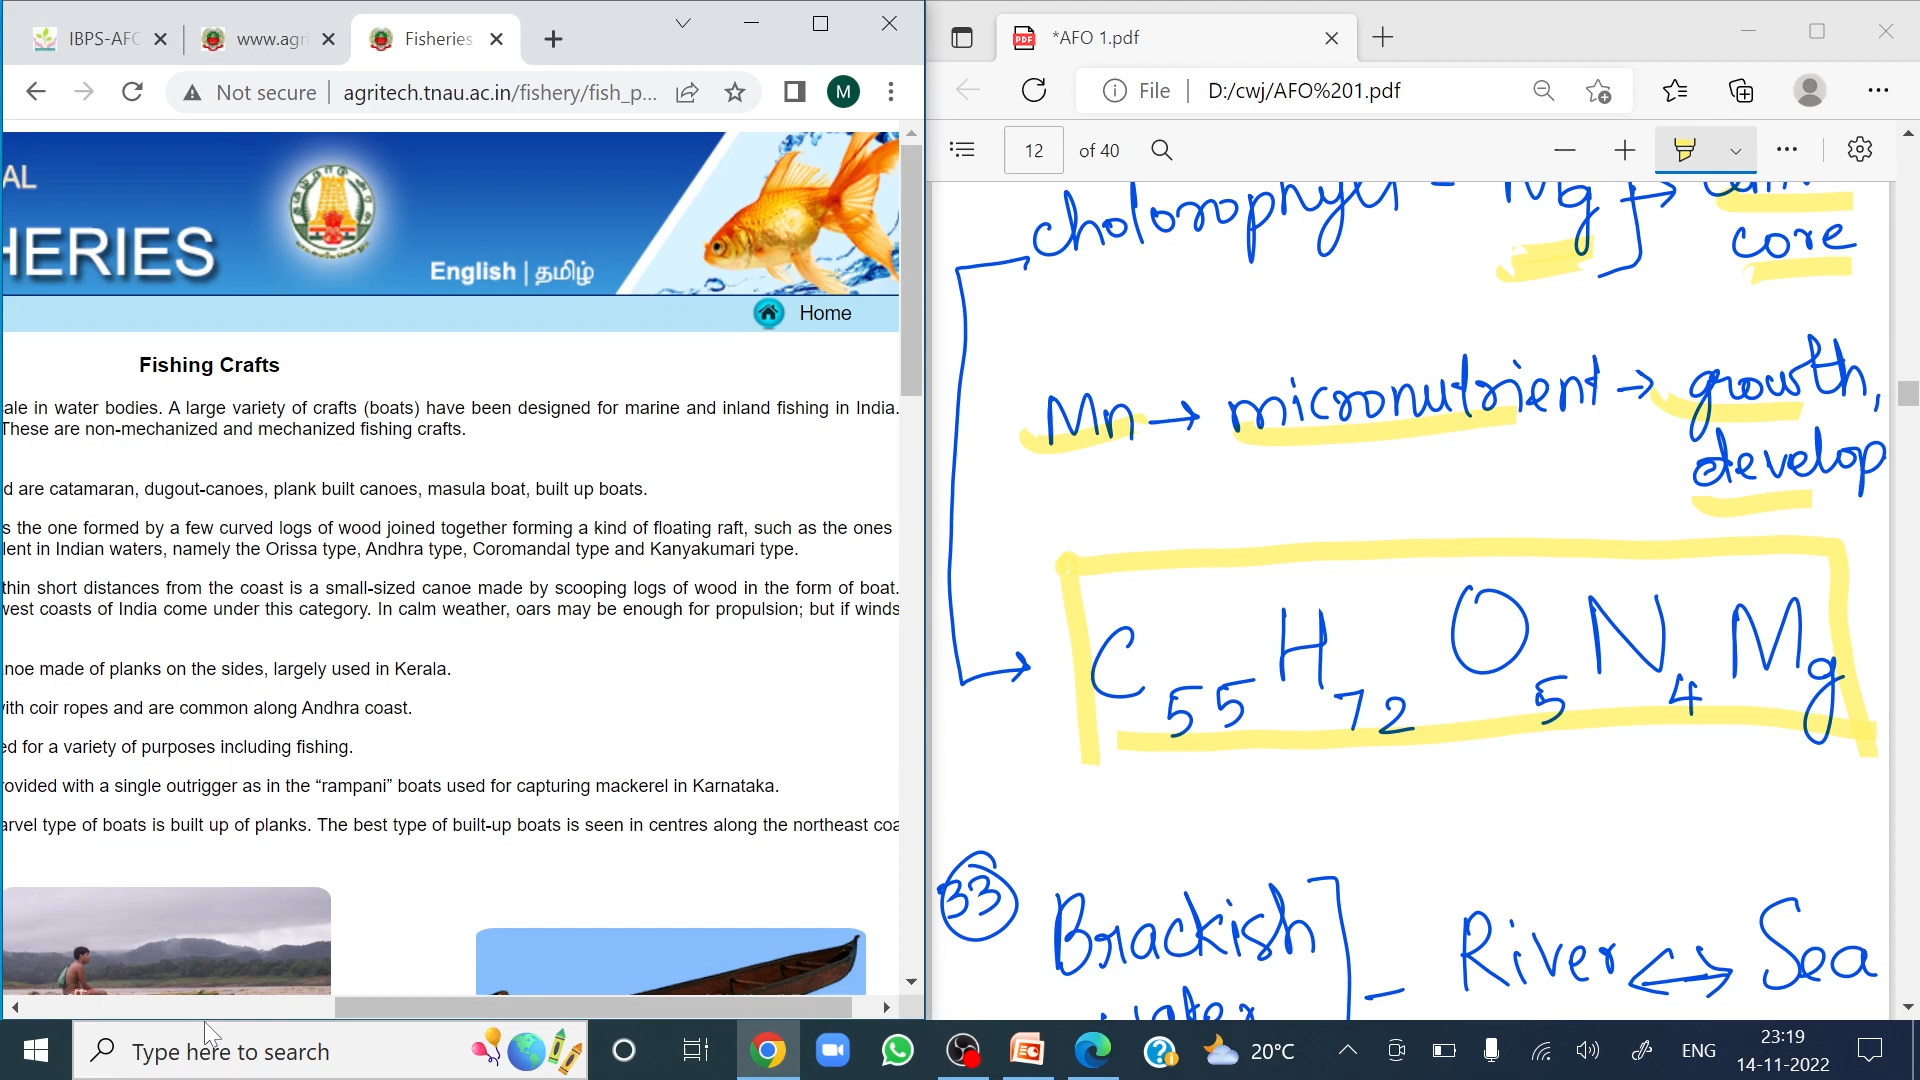 IBPS-AFC
www.agri
Fisheries
Not secure
agritech.tnau.ac.in/fishery/fish_p...
M
AL
HERIES
English | தமிழ்
Home
Fishing Crafts
ale in water bodies. A large variety of crafts (boats) have been designed for marine and inland fishing in India.
These are non-mechanized and mechanized fishing crafts.
d are catamaran, dugout-canoes, plank built canoes, masula boat, built up boats.
s the one formed by a few curved logs of wood joined together forming a kind of floating raft, such as the ones
lent in Indian waters, namely the Orissa type, Andhra type, Coromandal type and Kanyakumari type.
thin short distances from the coast is a small-sized canoe made by scooping logs of wood in the form of boat.
west coasts of India come under this category. In calm weather, oars may be enough for propulsion; but if winds
noe made of planks on the sides, largely used in Kerala.
ith coir ropes and are common along Andhra coast.
ed for a variety of purposes including fishing.
rovided with a single outrigger as in the “rampani” boats used for capturing mackerel in Karnataka.
arvel type of boats is built up of planks. The best type of built-up boats is seen in centres along the northeast coa
*AFO 1.pdf
File
D:/cwj/AFO%201.pdf
12 of 40
cholorophyll - Mg →
core
Mn → micronutrient → growth,
develop
C55 H72 O5 N4 Mg
33
Brackish
water - River ↔ Sea
Type here to search
20°C
ENG
23:19
14-11-2022